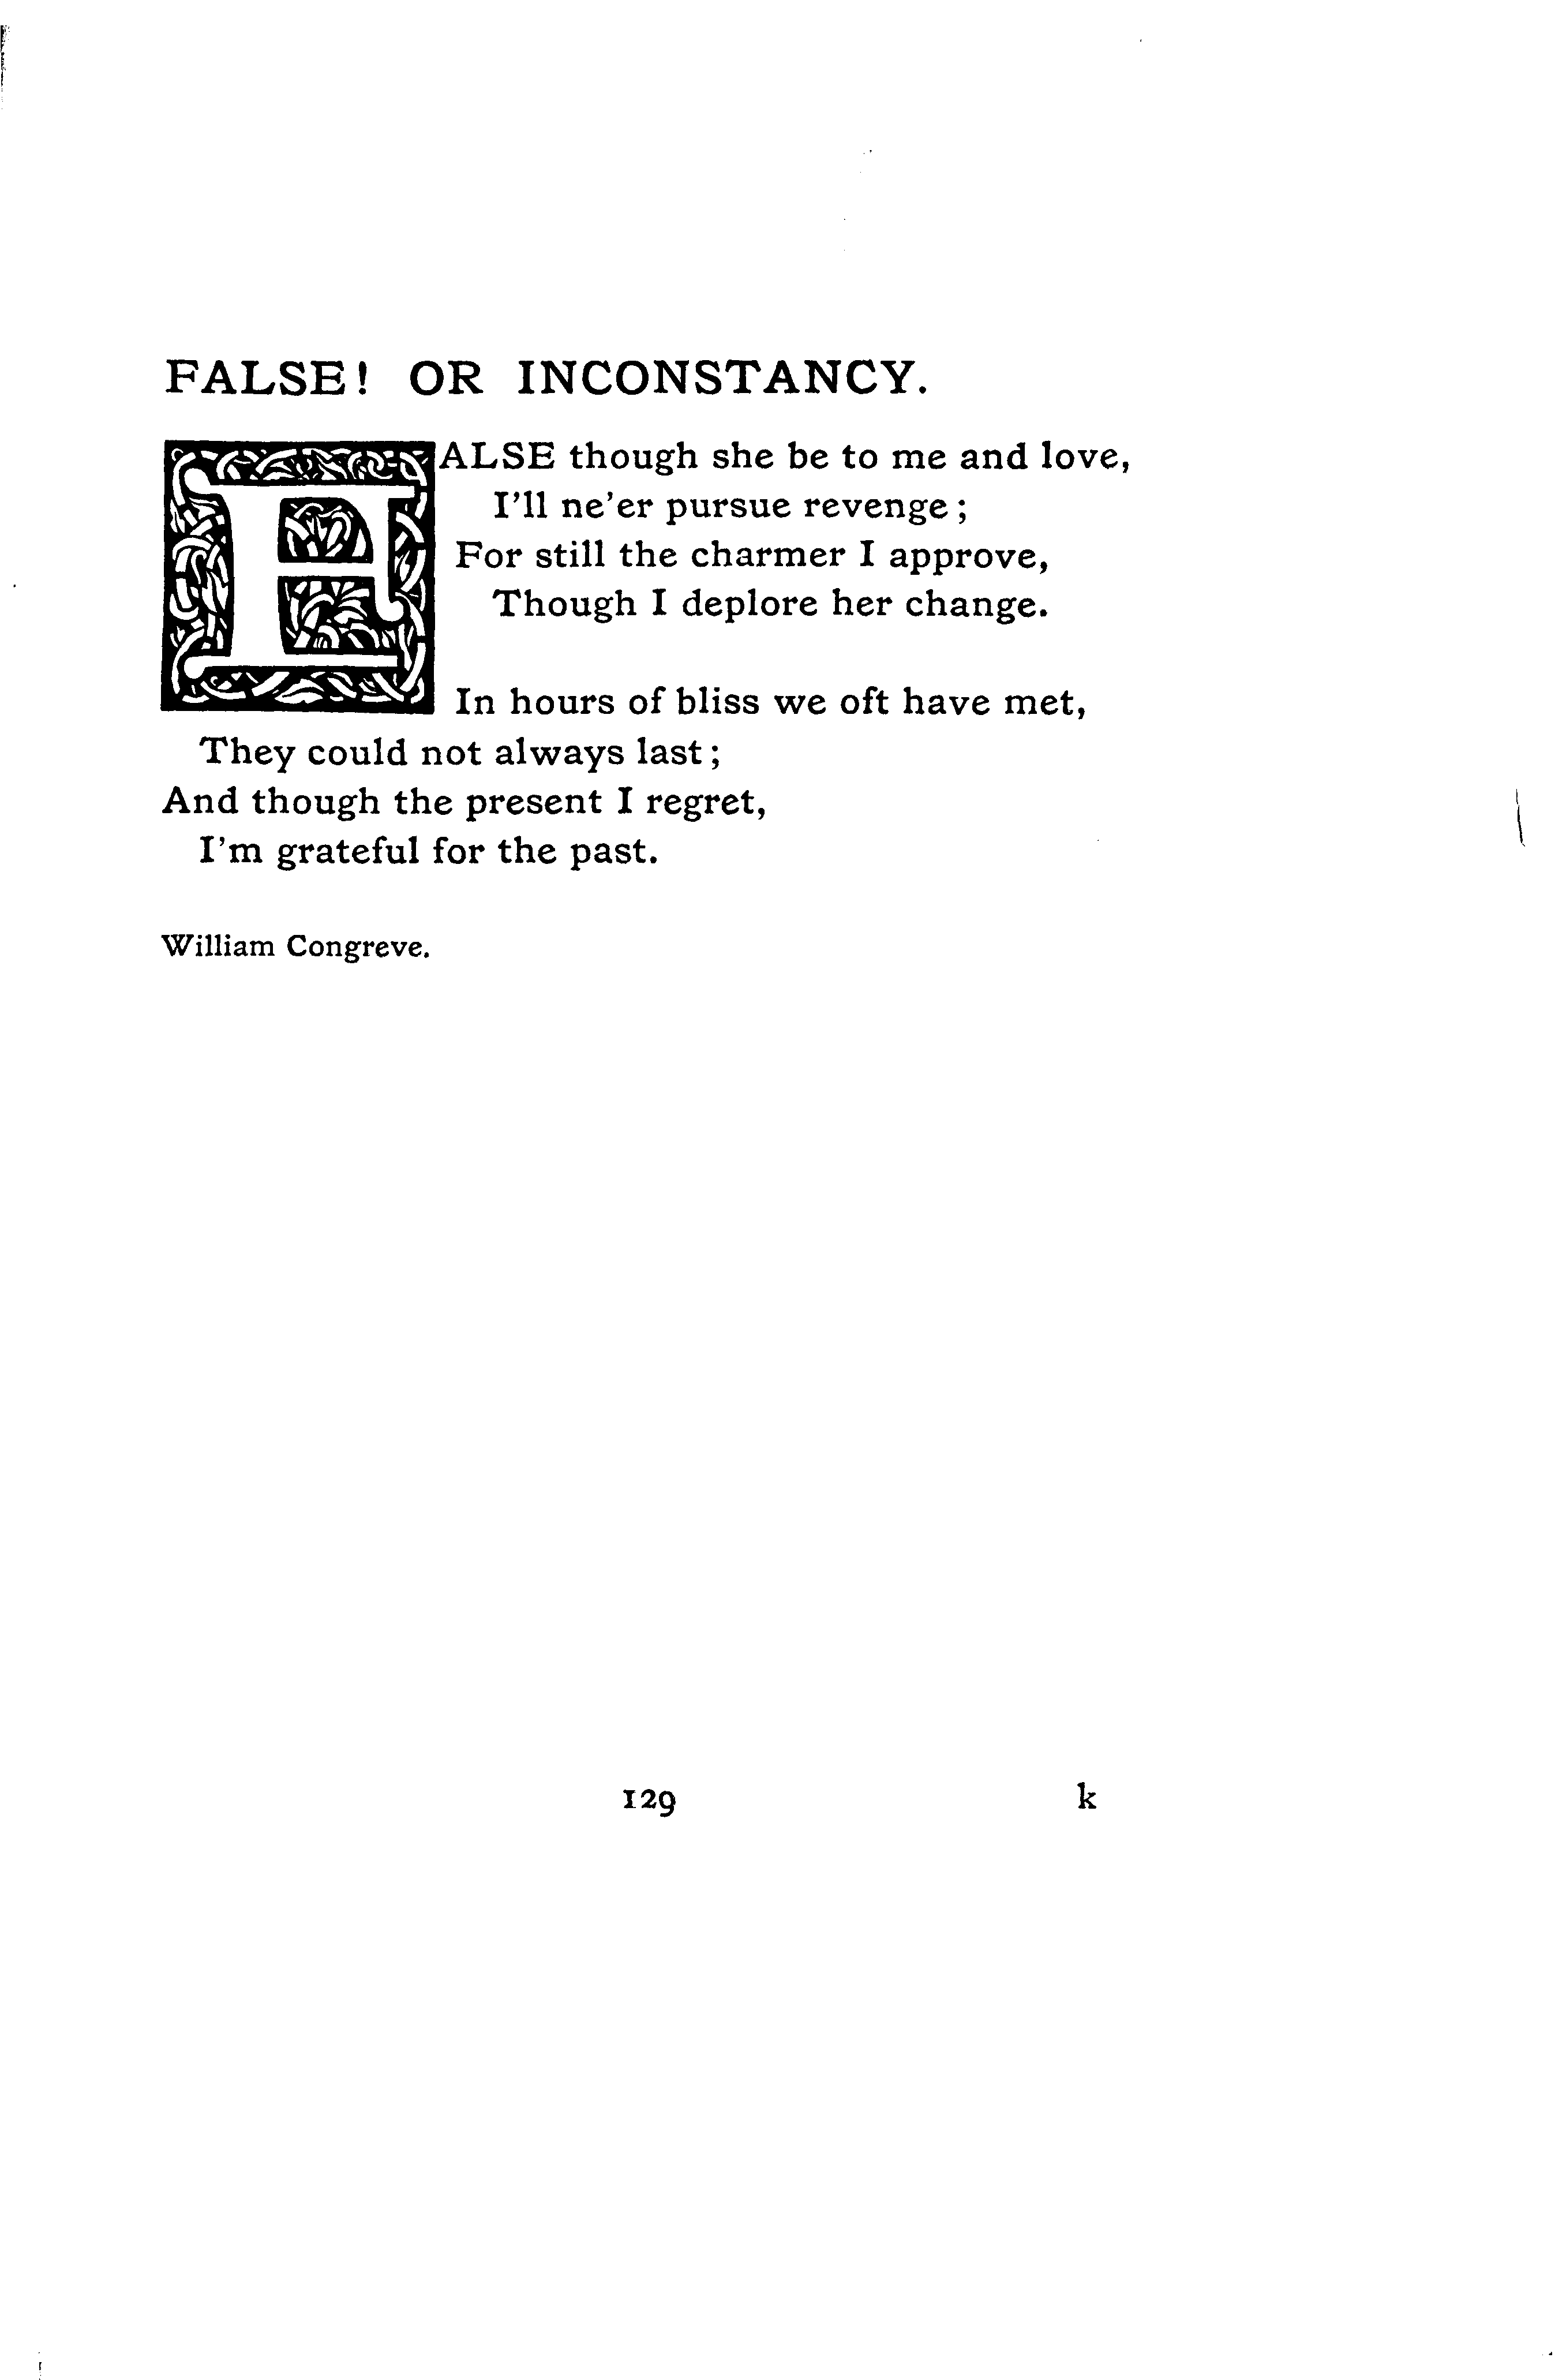 FALSE! OR INCONSTANCY.
FALSE though she be to me and love,
I'll ne'er pursue revenge;
For still the charmer I approve,
Though I deplore her change.
In hours of bliss we oft have met,
They could not always last;
And though the present I regret,
I'm grateful for the past.
William Congreve.
129 k